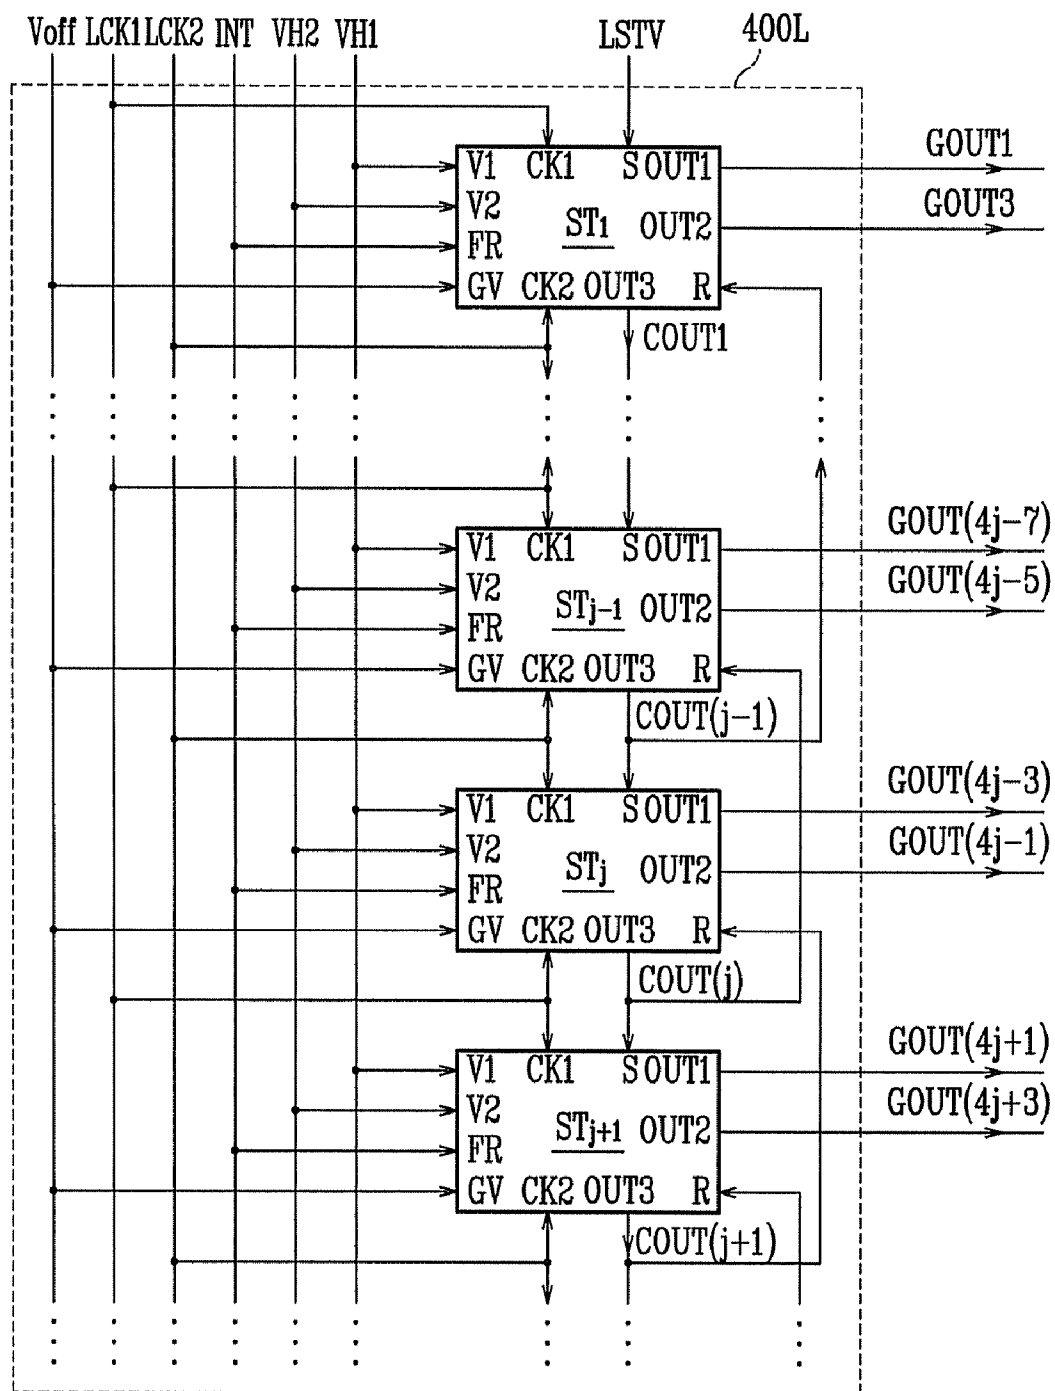 Voff LCK1 LCK2 INT VH2 VH1 LSTV 400L
V1 CK1 S OUT1 GOUT1
V2 ST1 OUT2 GOUT3
FR
GV CK2 OUT3 R
COUT1
V1 CK1 S OUT1 GOUT(4j-7)
V2 STj-1 OUT2 GOUT(4j-5)
FR
GV CK2 OUT3 R
COUT(j-1)
V1 CK1 S OUT1 GOUT(4j-3)
V2 STj OUT2 GOUT(4j-1)
FR
GV CK2 OUT3 R
COUT(j)
V1 CK1 S OUT1 GOUT(4j+1)
V2 STj+1 OUT2 GOUT(4j+3)
FR
GV CK2 OUT3 R
COUT(j+1)